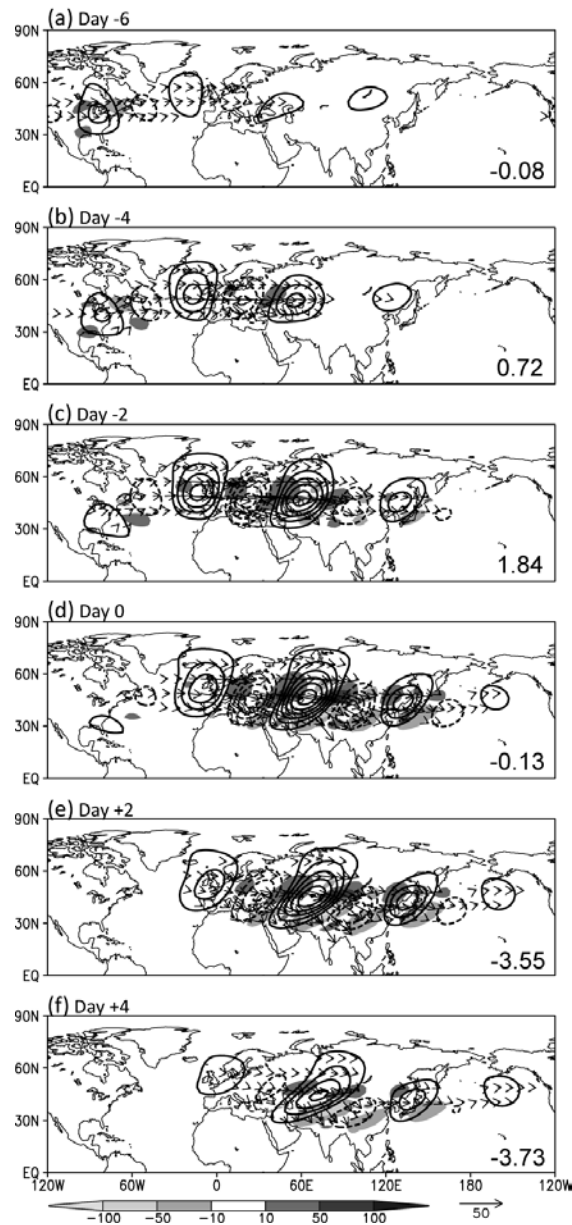 (a) Day -6
90N
60N
30N
EQ
-0.08
(b) Day -4
90N
60N
30N
EQ
0.72
(c) Day -2
90N
60N
30N
EQ
1.84
(d) Day 0
90N
60N
30N
EQ
-0.13
(e) Day +2
90N
60N
30N
EQ
-3.55
(f) Day +4
90N
60N
30N
EQ
-3.73
120W 60W 0 60E 120E 180 120W
-100 -50 -10 10 50 100 50